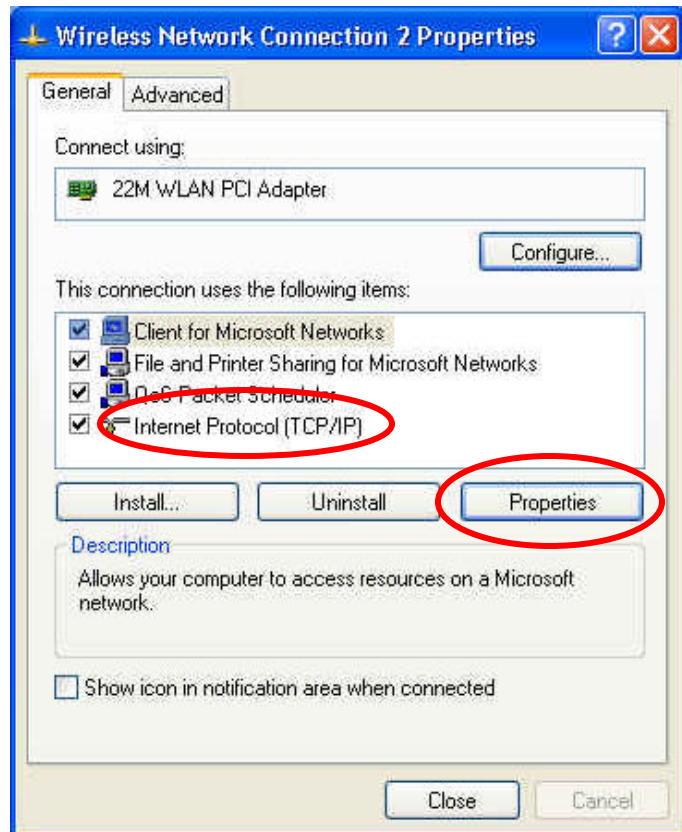 Wireless Network Connection 2 Properties
General Advanced
Connect using:
22M WLAN PCI Adapter
Configure...
This connection uses the following items:
Client for Microsoft Networks
File and Printer Sharing for Microsoft Networks
QoS Packet Scheduler
Internet Protocol (TCP/IP)
Install... Uninstall Properties
Description
Allows your computer to access resources on a Microsoft
network.
Show icon in notification area when connected
Close Cancel